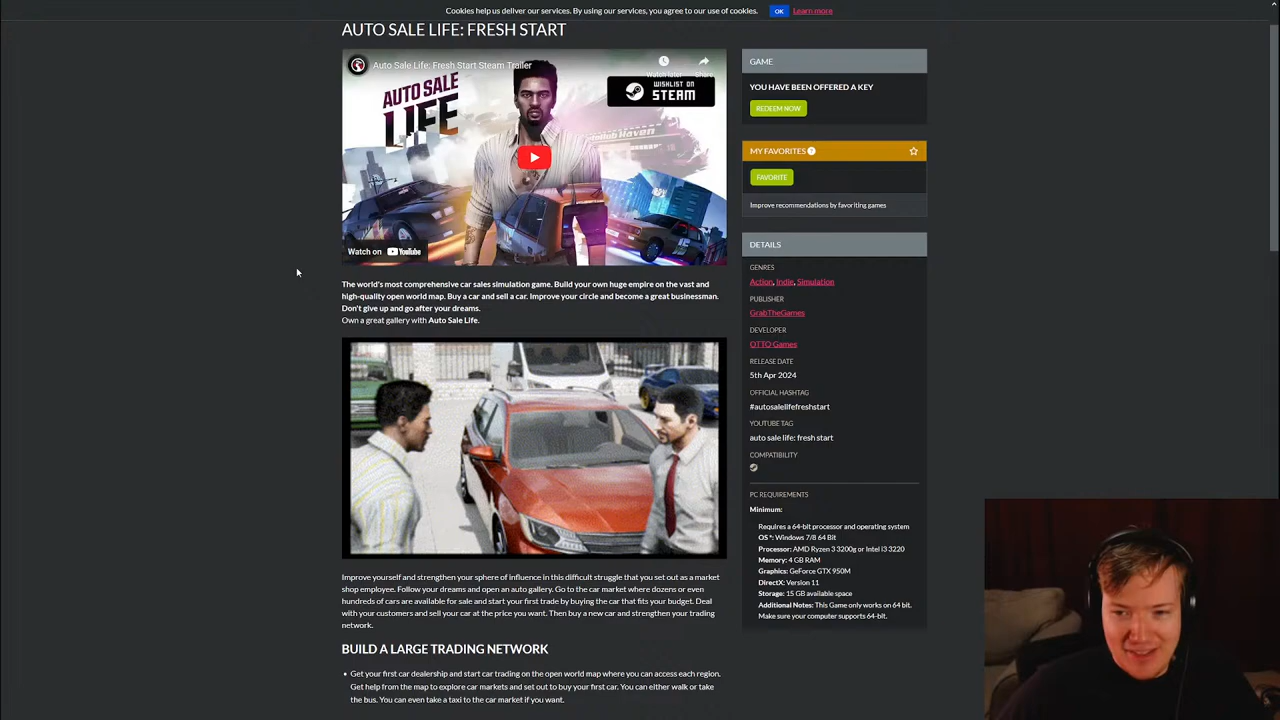 Cookies help us deliver our services. By using our services, you agree to our use of cookies. OK Learn more
AUTO SALE LIFE: FRESH START
Auto Sale Life: Fresh Start Steam Trailer
Watch later
Share
AUTO SALE LIFE
WISHLIST ON STEAM
Watch on YouTube
The world's most comprehensive car sales simulation game. Build your own huge empire on the vast and
high-quality open world map. Buy a car and sell a car. Improve your circle and become a great businessman.
Don't give up and go after your dreams.
Own a great gallery with Auto Sale Life.
Improve yourself and strengthen your sphere of influence in this difficult struggle that you set out as a market
shop employee. Follow your dreams and open an auto gallery. Go to the car market where dozens or even
hundreds of cars are available for sale and start your first trade by buying the car that fits your budget. Deal
with your customers and sell your car at the price you want. Then buy a new car and strengthen your trading
network.
BUILD A LARGE TRADING NETWORK
• Get your first car dealership and start car trading on the open world map where you can access each region.
Get help from the map to explore car markets and set out to buy your first car. You can either walk or take
the bus. You can even take a taxi to the car market if you want.
GAME
YOU HAVE BEEN OFFERED A KEY
REDEEM NOW
MY FAVORITES ?
FAVORITE
Improve recommendations by favoriting games
DETAILS
GENRES
Action, Indie, Simulation
PUBLISHER
GrabTheGames
DEVELOPER
OTTO Games
RELEASE DATE
5th Apr 2024
OFFICIAL HASHTAG
#autosalelifefreshstart
YOUTUBE TAG
auto sale life: fresh start
COMPATIBILITY
PC REQUIREMENTS
Minimum:
Requires a 64-bit processor and operating system
OS *: Windows 7/8 64 Bit
Processor: AMD Ryzen 3 3200g or Intel i3 3220
Memory: 4 GB RAM
Graphics: GeForce GTX 950M
DirectX: Version 11
Storage: 15 GB available space
Additional Notes: This Game only works on 64 bit.
Make sure your computer supports 64-bit.